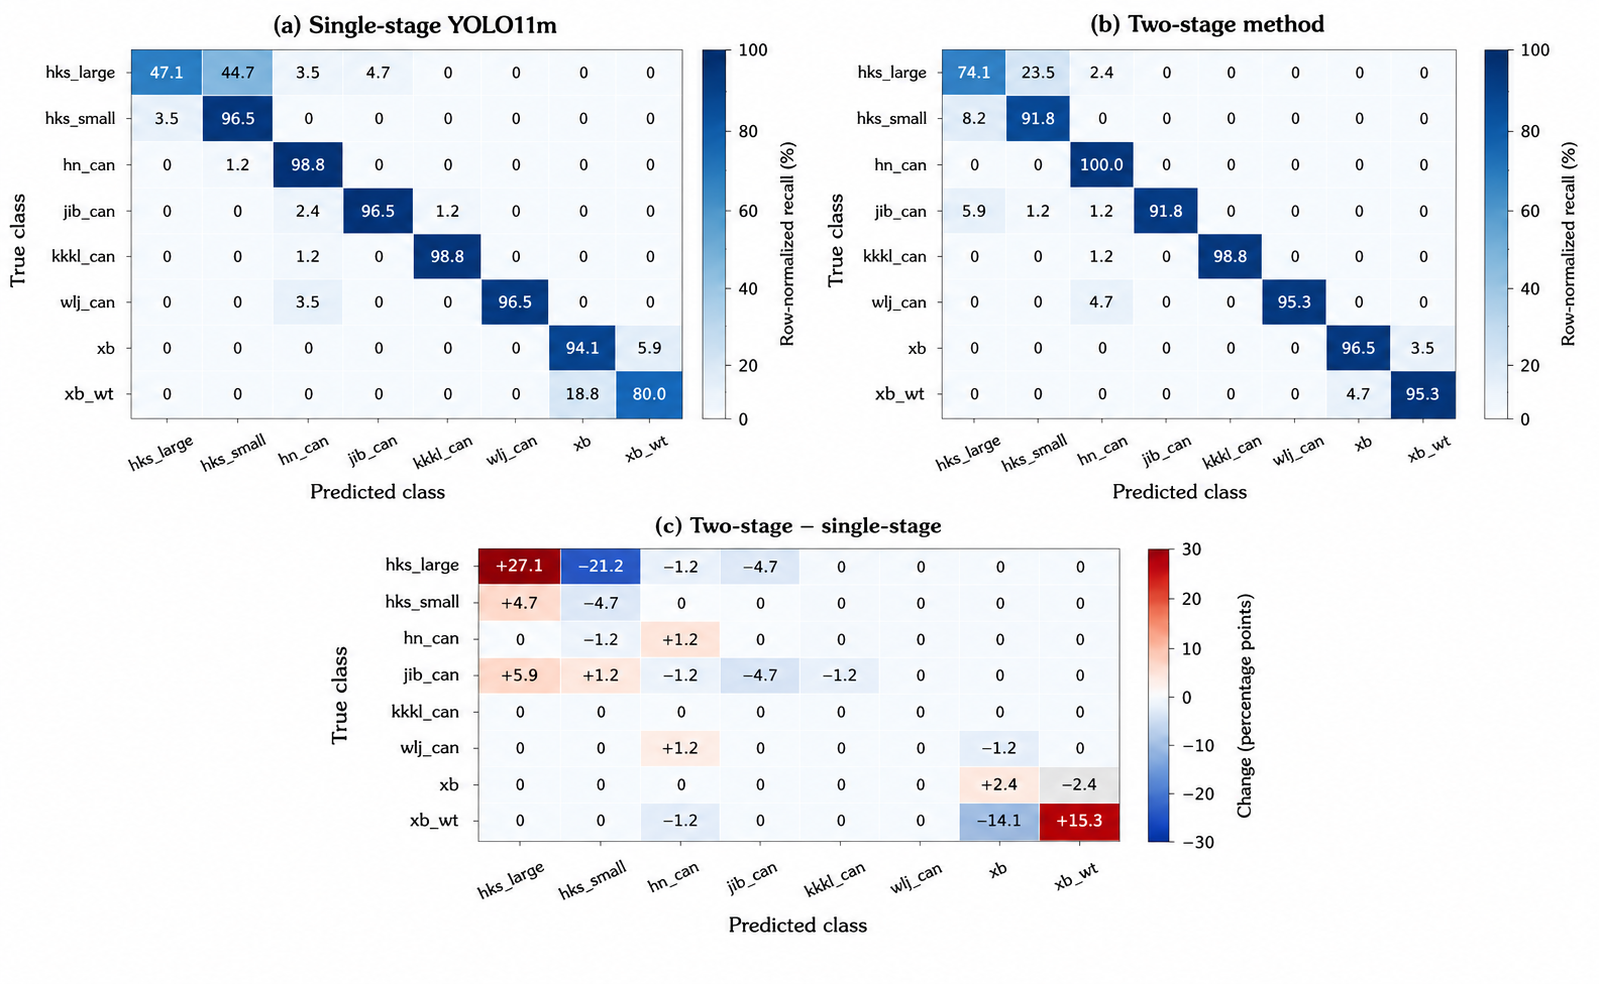 (a) Single-stage YOLO11m
hks_large 47.1 44.7 3.5 4.7 0 0 0 0
hks_small 3.5 96.5 0 0 0 0 0 0
hn_can 0 1.2 98.8 0 0 0 0 0
jib_can 0 0 2.4 96.5 1.2 0 0 0
kkkl_can 0 0 1.2 0 98.8 0 0 0
wlj_can 0 0 3.5 0 0 96.5 0 0
xb 0 0 0 0 0 0 94.1 5.9
xb_wt 0 0 0 0 0 0 18.8 80.0
hks_large hks_small hn_can jib_can kkkl_can wlj_can xb xb_wt
Predicted class
True class
100
80
60
40
20
0
Row-normalized recall (%)
(b) Two-stage method
hks_large 74.1 23.5 2.4 0 0 0 0 0
hks_small 8.2 91.8 0 0 0 0 0 0
hn_can 0 0 100.0 0 0 0 0 0
jib_can 5.9 1.2 1.2 91.8 0 0 0 0
kkkl_can 0 0 1.2 0 98.8 0 0 0
wlj_can 0 0 4.7 0 0 95.3 0 0
xb 0 0 0 0 0 0 96.5 3.5
xb_wt 0 0 0 0 0 0 4.7 95.3
hks_large hks_small hn_can jib_can kkkl_can wlj_can xb xb_wt
Predicted class
True class
100
80
60
40
20
0
Row-normalized recall (%)
(c) Two-stage − single-stage
hks_large +27.1 −21.2 −1.2 −4.7 0 0 0 0
hks_small +4.7 −4.7 0 0 0 0 0 0
hn_can 0 −1.2 +1.2 0 0 0 0 0
jib_can +5.9 +1.2 −1.2 −4.7 −1.2 0 0 0
kkkl_can 0 0 0 0 0 0 0 0
wlj_can 0 0 +1.2 0 0 0 −1.2 0
xb 0 0 0 0 0 0 +2.4 −2.4
xb_wt 0 0 −1.2 0 0 0 −14.1 +15.3
hks_large hks_small hn_can jib_can kkkl_can wlj_can xb xb_wt
Predicted class
True class
30
20
10
0
−10
−20
−30
Change (percentage points)